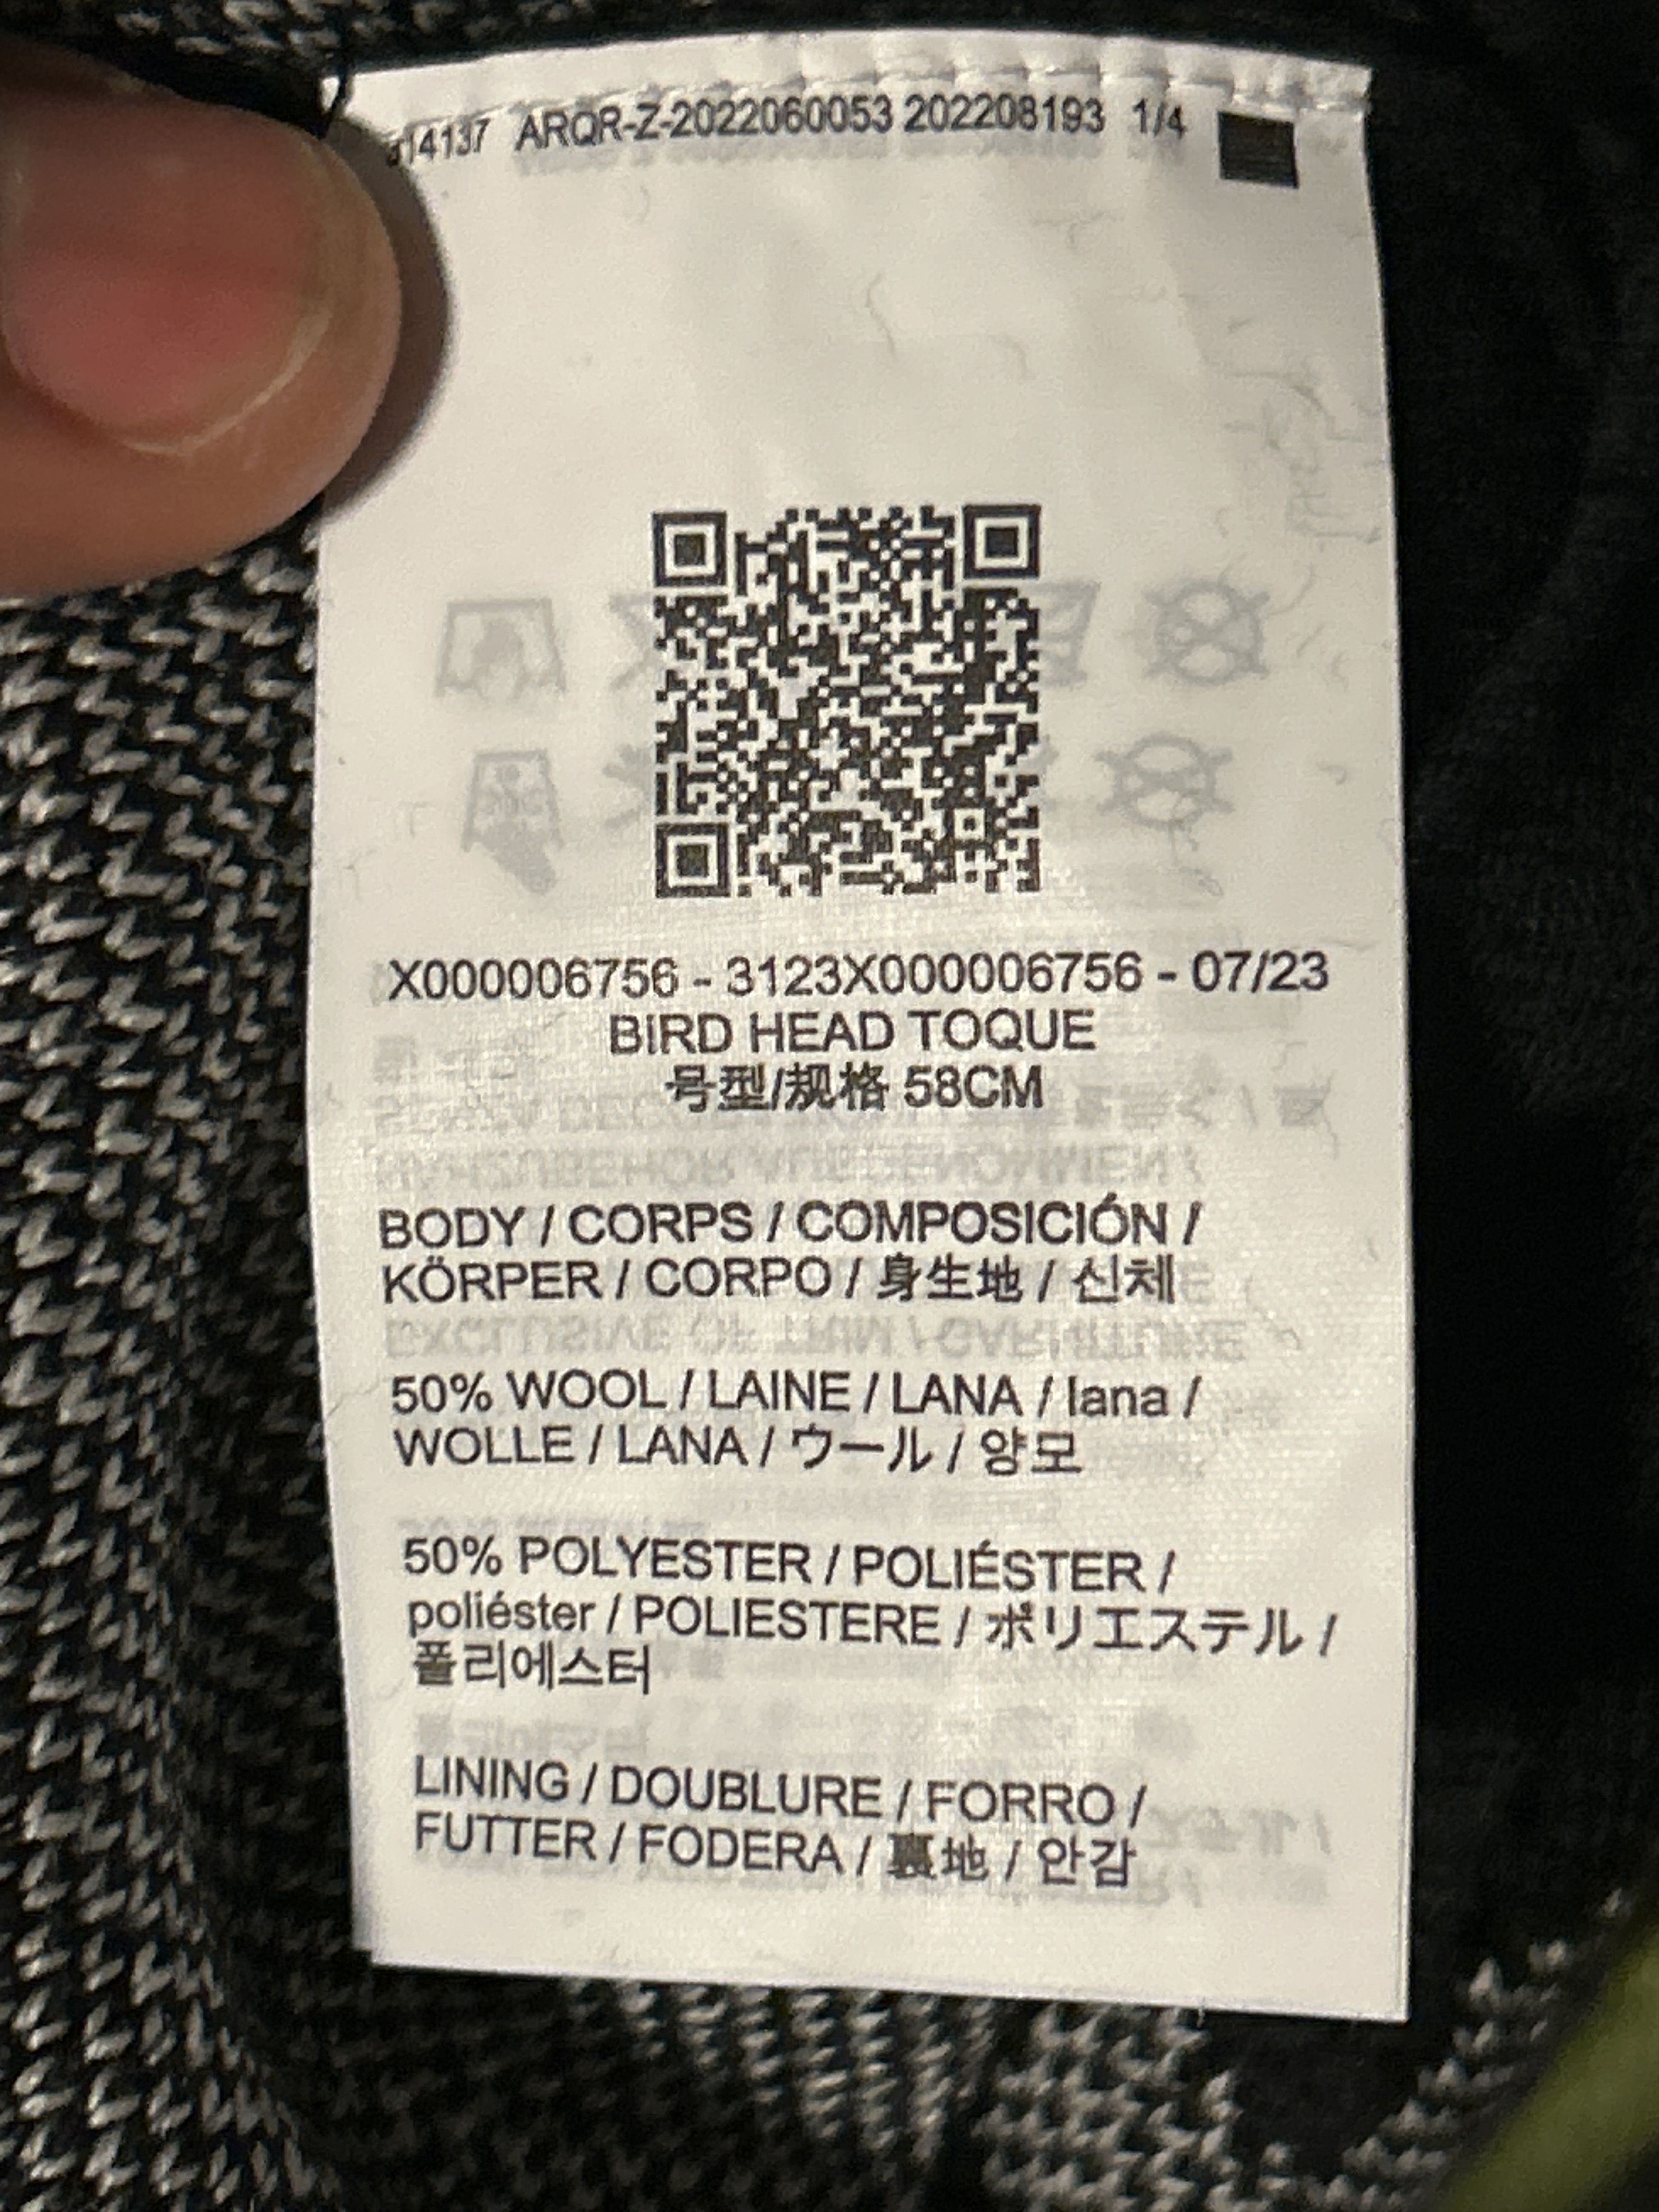 ARQR-Z-2022060053 202208193 1/4
X000006756 - 3123X000006756 - 07/23
BIRD HEAD TOQUE
号型/规格 58CM
BODY / CORPS / COMPOSICIÓN /
KÖRPER / CORPO / 身生地 / 신체
50% WOOL / LAINE / LANA / lana /
WOLLE / LANA / ウール / 양모
50% POLYESTER / POLIÉSTER /
poliéster / POLIESTERE / ポリエステル /
폴리에스터
LINING / DOUBLURE / FORRO /
FUTTER / FODERA / 裏地 / 안감